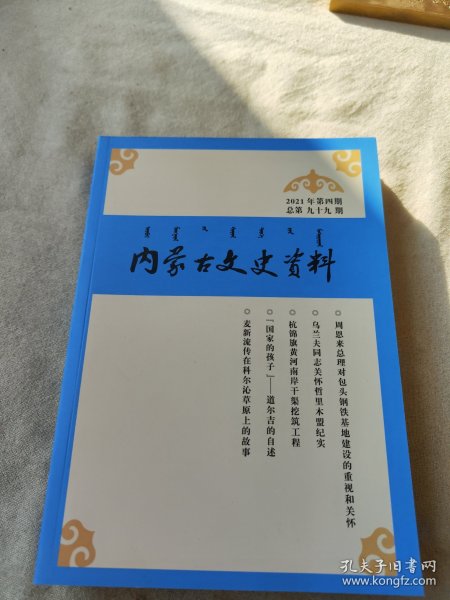 2021 年第四期
总第 九十九 期
内蒙古文史资料
◎ 周恩来总理对包头钢铁基地建设的重视和关怀
◎ 乌兰夫同志关怀哲里木盟纪实
◎ 杭锦旗黄河南岸干渠挖筑工程
◎ 「国家的孩子」——道尔吉的自述
◎ 麦新流传在科尔沁草原上的故事
孔夫子旧书网
www.kongfz.com